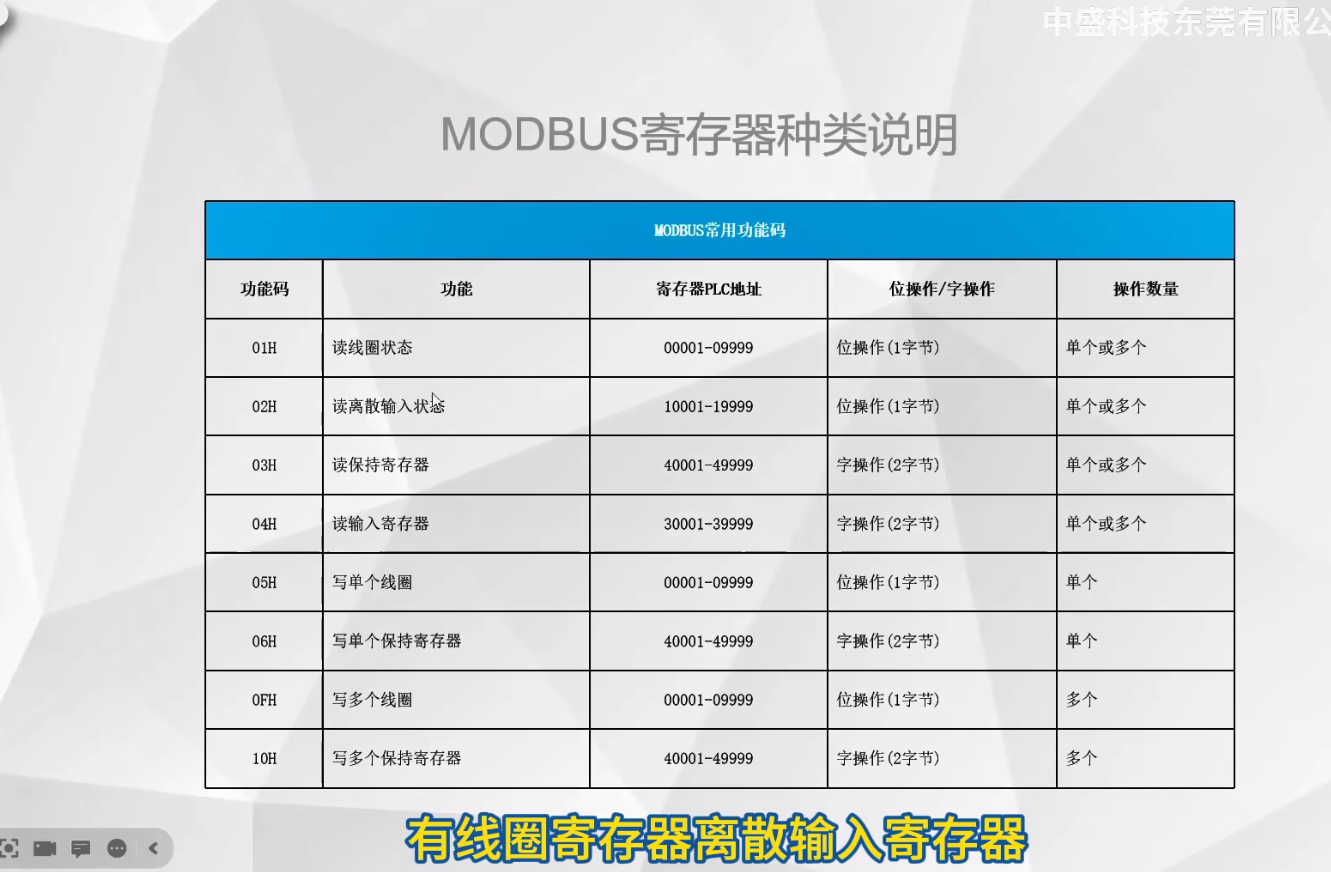 中盛科技东莞有限公
MODBUS寄存器种类说明
MODBUS常用功能码
功能码 功能 寄存器PLC地址 位操作/字操作 操作数量
01H 读线圈状态 00001-09999 位操作(1字节) 单个或多个
02H 读离散输入状态 10001-19999 位操作(1字节) 单个或多个
03H 读保持寄存器 40001-49999 字操作(2字节) 单个或多个
04H 读输入寄存器 30001-39999 字操作(2字节) 单个或多个
05H 写单个线圈 00001-09999 位操作(1字节) 单个
06H 写单个保持寄存器 40001-49999 字操作(2字节) 单个
0FH 写多个线圈 00001-09999 位操作(1字节) 多个
10H 写多个保持寄存器 40001-49999 字操作(2字节) 多个
有线圈寄存器离散输入寄存器